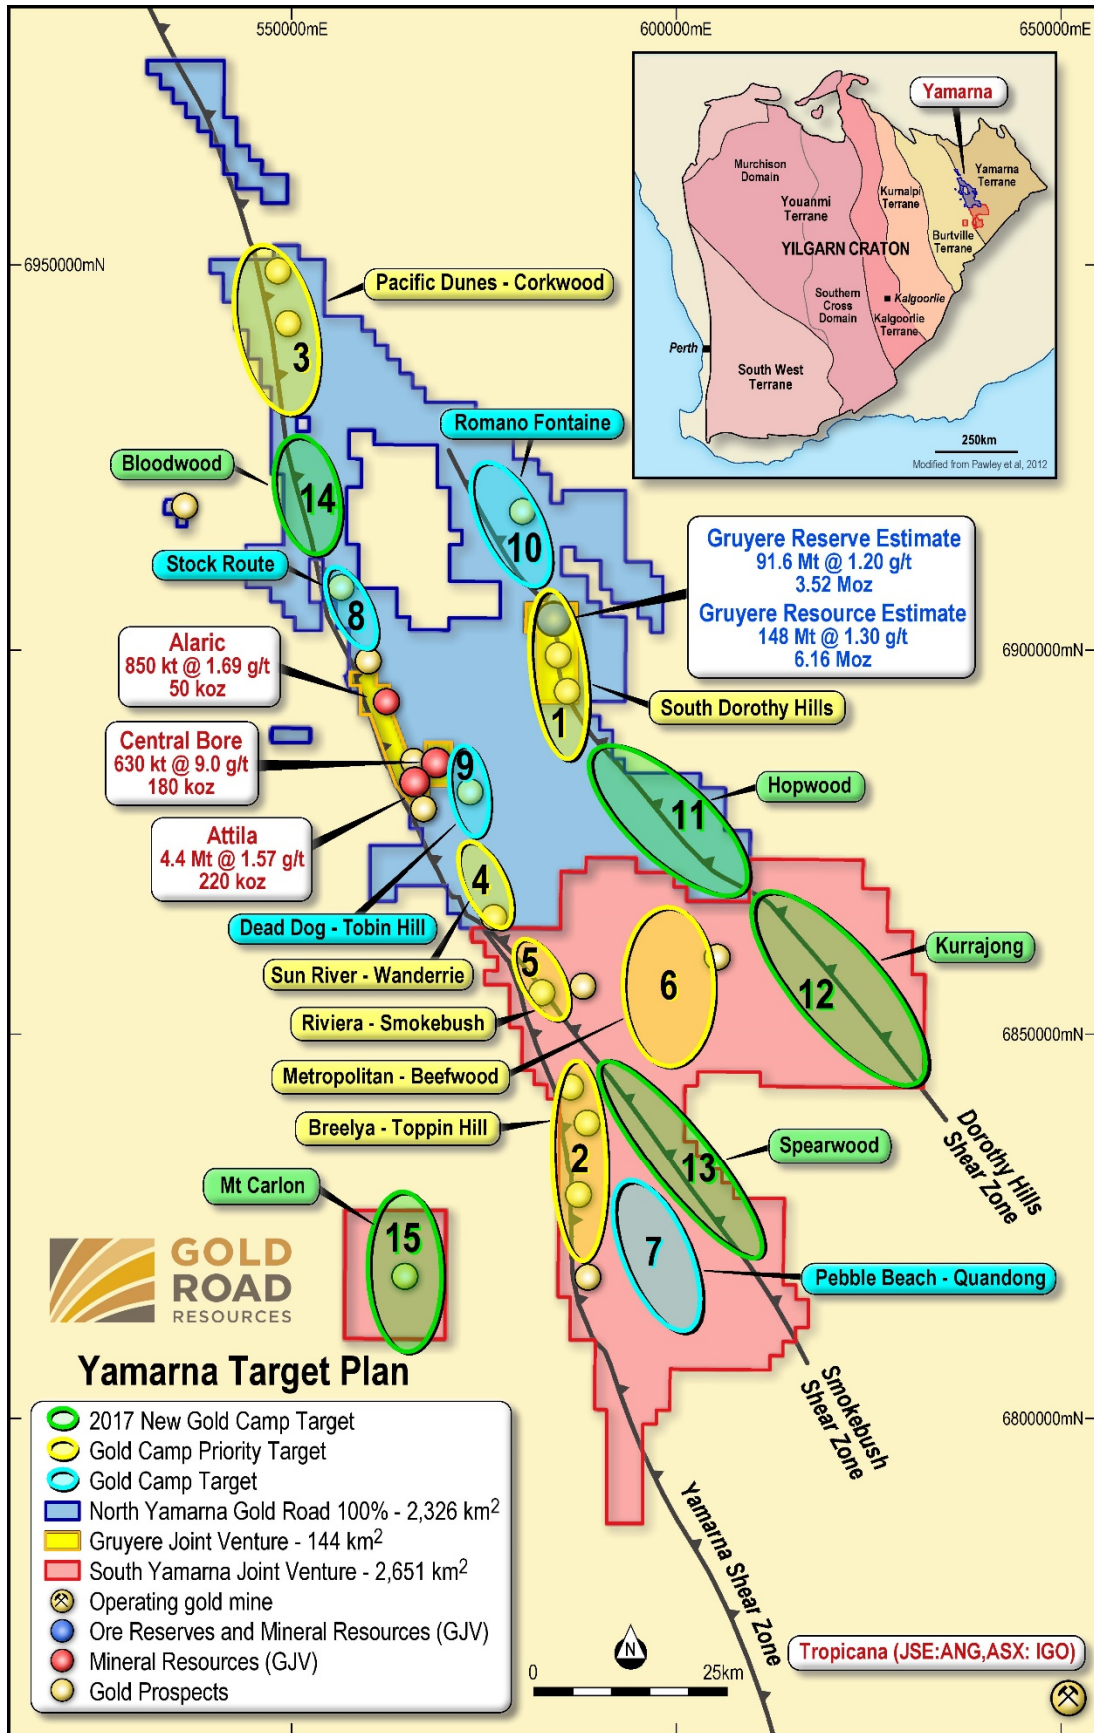 550000mE
600000mE
650000mE
Yamarna
Murchison
Domain
Youanmi
Terrane
Kurnalpi
Terrane
Yamarna
Terrane
Burtville
Terrane
YILGARN CRATON
Southern
Cross
Domain
Kalgoorlie
Kalgoorlie
Terrane
Perth
South West
Terrane
250km
Modified from Pawley et al, 2012
6950000mN
Pacific Dunes - Corkwood
3
Romano Fontaine
Bloodwood
14
10
Stock Route
8
Gruyere Reserve Estimate
91.6 Mt @ 1.20 g/t
3.52 Moz
Gruyere Resource Estimate
148 Mt @ 1.30 g/t
6.16 Moz
Alaric
850 kt @ 1.69 g/t
50 koz
6900000mN
South Dorothy Hills
1
Central Bore
630 kt @ 9.0 g/t
180 koz
9
Hopwood
11
Attila
4.4 Mt @ 1.57 g/t
220 koz
4
Dead Dog - Tobin Hill
Kurrajong
Sun River - Wanderrie
5
6
12
Riviera - Smokebush
6850000mN
Metropolitan - Beefwood
Breelya - Toppin Hill
Dorothy Hills
Shear Zone
Spearwood
2
13
Mt Carlon
15
7
Pebble Beach - Quandong
GOLD
ROAD
RESOURCES
Yamarna Target Plan
Smokebush
Shear Zone
6800000mN
2017 New Gold Camp Target
Gold Camp Priority Target
Gold Camp Target
North Yamarna Gold Road 100% - 2,326 km²
Gruyere Joint Venture - 144 km²
South Yamarna Joint Venture - 2,651 km²
Operating gold mine
Ore Reserves and Mineral Resources (GJV)
Mineral Resources (GJV)
Gold Prospects
Yamarna Shear Zone
N
0
25km
Tropicana (JSE:ANG,ASX: IGO)